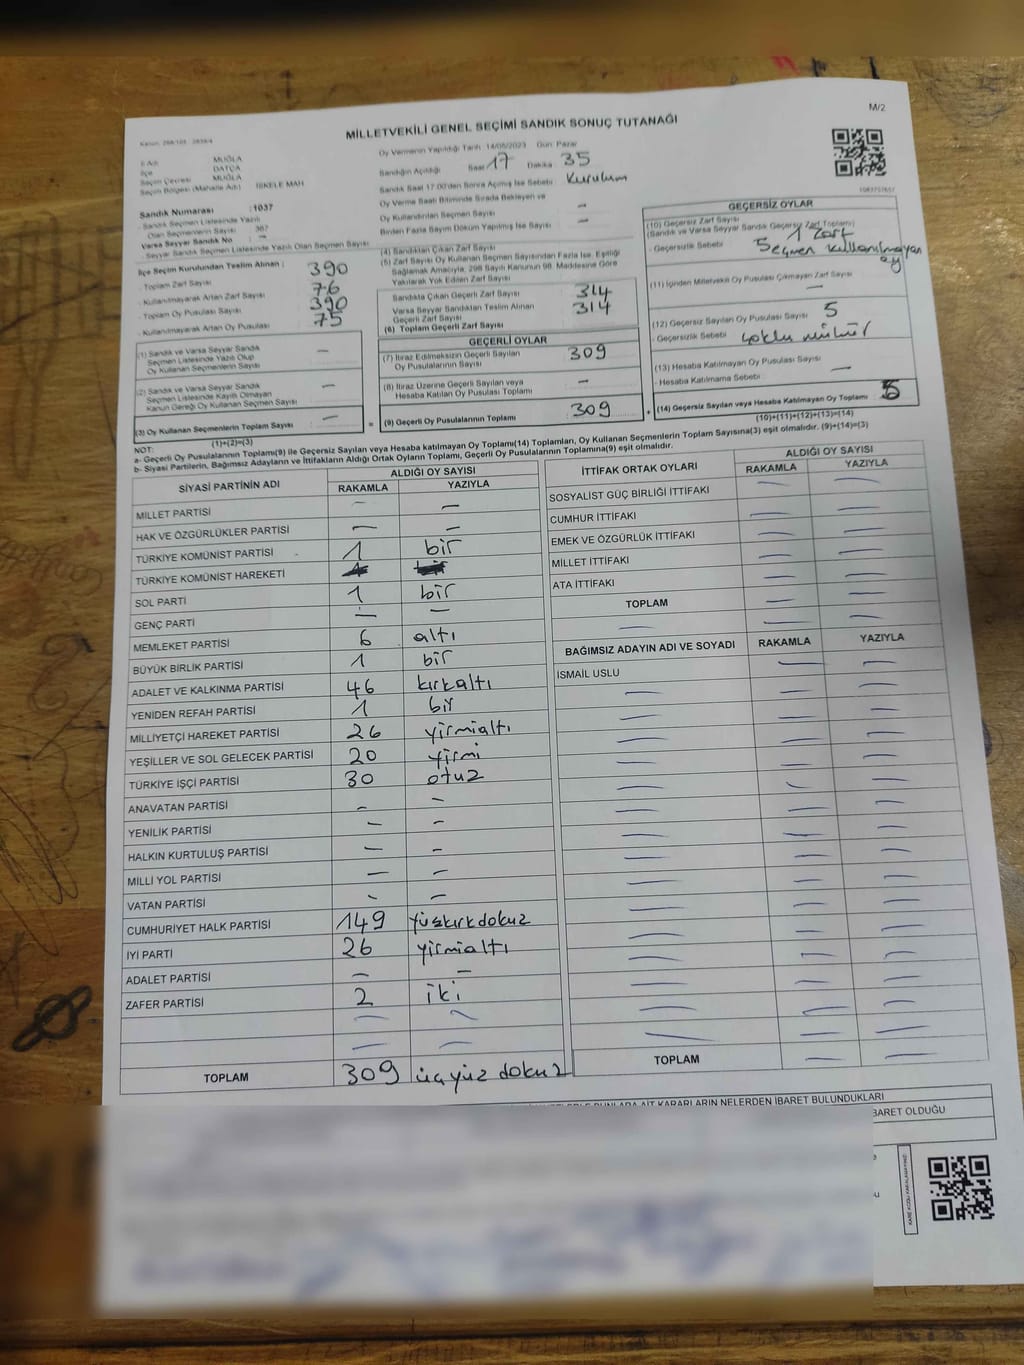 M/2
MİLLETVEKİLİ GENEL SEÇİMİ SANDIK SONUÇ TUTANAĞI
İl Adı : MUĞLA
İlçe : DATÇA
Seçim Çevresi : MUĞLA
Seçim Bölgesi (Mahalle Adı) : İSKELE MAH.
Sandık Numarası : 1037
- Sandık Seçmen Listesinde Yazılı
Olan Seçmenlerin Sayısı : 367
Varsa Seyyar Sandık No : —
- Seyyar Sandık Seçmen Listesinde Yazılı Olan Seçmen Sayısı :
İlçe Seçim Kurulundan Teslim Alınan :
- Toplam Zarf Sayısı 390
- Kullanılmayarak Artan Zarf Sayısı 76
- Toplam Oy Pusulası Sayısı 390
- Kullanılmayarak Artan Oy Pusulası 75
(1) Sandık ve Varsa Seyyar Sandık
Seçmen Listesinde Yazılı Olup
Oy Kullanan Seçmenlerin Sayısı —
(2) Sandık ve Varsa Seyyar Sandık
Seçmen Listesinde Kayıtlı Olmayan
Kanun Gereği Oy Kullanan Seçmen Sayısı —
(3) Oy Kullanan Seçmenlerin Toplam Sayısı —
(1)+(2)=(3)
Oy Vermenin Yapıldığı Tarih : 14/05/2023 Gün : Pazar
Sandığın Açıldığı Saat 17 Dakika : 35
Sandık Saat 17.00'den Sonra Açılmış İse Sebebi : Kurulum
Oy Verme Saati Bitiminde Sırada Bekleyen ve
Oy Kullandırılan Seçmen Sayısı —
Birden Fazla Sayım Döküm Yapılmış İse Sayısı —
(4) Sandıktan Çıkan Zarf Sayısı
(5) Zarf Sayısı Oy Kullanan Seçmen Sayısından Fazla İse, Eşitliği
Sağlamak Amacıyla, 298 Sayılı Kanunun 98. Maddesine Göre
Yakılarak Yok Edilen Zarf Sayısı
Sandıkta Çıkan Geçerli Zarf Sayısı 314
Varsa Seyyar Sandıktan Teslim Alınan
Geçerli Zarf Sayısı 314
(6) Toplam Geçerli Zarf Sayısı
GEÇERLİ OYLAR
(7) İtiraz Edilmeksizin Geçerli Sayılan
Oy Pusulalarının Sayısı 309
(8) İtiraz Üzerine Geçerli Sayılan veya
Hesaba Katılan Oy Pusulası Toplamı —
= (9) Geçerli Oy Pusulalarının Toplamı 309
GEÇERSİZ OYLAR
(10) Geçersiz Zarf Sayısı
(Sandık ve Varsa Seyyar Sandık Geçersiz Zarf Toplamı) 1 Zarf
- Geçersizlik Sebebi : Seçmen kullanılmayan
oy
(11) İçinden Milletvekili Oy Pusulası Çıkmayan Zarf Sayısı
—
(12) Geçersiz Sayılan Oy Pusulası Sayısı 5
- Geçersizlik Sebebi çoklu mühür
(13) Hesaba Katılmayan Oy Pusulası Sayısı
- Hesaba Katılmama Sebebi : —
+ (14) Geçersiz Sayılan veya Hesaba Katılmayan Oy Toplamı 5
(10)+(11)+(12)+(13)=(14)
NOT:
a- Geçerli Oy Pusulalarının Toplamı(9) ile Geçersiz Sayılan veya Hesaba katılmayan Oy Toplamı(14) Toplamları, Oy Kullanan Seçmenlerin Toplam Sayısına(3) eşit olmalıdır. (9)+(14)=(3)
b- Siyasi Partilerin, Bağımsız Adayların ve İttifakların Aldığı Ortak Oyların Toplamı, Geçerli Oy Pusulalarının Toplamına(9) eşit olmalıdır.
SİYASİ PARTİNİN ADI ALDIĞI OY SAYISI
RAKAMLA YAZIYLA
MİLLET PARTİSİ — —
HAK VE ÖZGÜRLÜKLER PARTİSİ — —
TÜRKİYE KOMÜNİST PARTİSİ 1 bir
TÜRKİYE KOMÜNİST HAREKETİ
SOL PARTİ 1 bir
GENÇ PARTİ — —
MEMLEKET PARTİSİ 6 altı
BÜYÜK BİRLİK PARTİSİ 1 bir
ADALET VE KALKINMA PARTİSİ 46 kırkaltı
YENİDEN REFAH PARTİSİ 1 bir
MİLLİYETÇİ HAREKET PARTİSİ 26 yirmialtı
YEŞİLLER VE SOL GELECEK PARTİSİ 20 yirmi
TÜRKİYE İŞÇİ PARTİSİ 30 otuz
ANAVATAN PARTİSİ — —
YENİLİK PARTİSİ — —
HALKIN KURTULUŞ PARTİSİ — —
MİLLİ YOL PARTİSİ — —
VATAN PARTİSİ — —
CUMHURİYET HALK PARTİSİ 149 yüzkırkdokuz
İYİ PARTİ 26 yirmialtı
ADALET PARTİSİ — —
ZAFER PARTİSİ 2 iki
— —
— —
TOPLAM 309 üçyüz dokuz
İTTİFAK ORTAK OYLARI ALDIĞI OY SAYISI
RAKAMLA YAZIYLA
SOSYALİST GÜÇ BİRLİĞİ İTTİFAKI — —
CUMHUR İTTİFAKI — —
EMEK VE ÖZGÜRLÜK İTTİFAKI — —
MİLLET İTTİFAKI — —
ATA İTTİFAKI — —
TOPLAM — —
BAĞIMSIZ ADAYIN ADI VE SOYADI RAKAMLA YAZIYLA
İSMAİL USLU — —
TOPLAM — —
AİT KARARLARIN NELERDEN İBARET BULUNDUKLARI
İBARET OLDUĞU